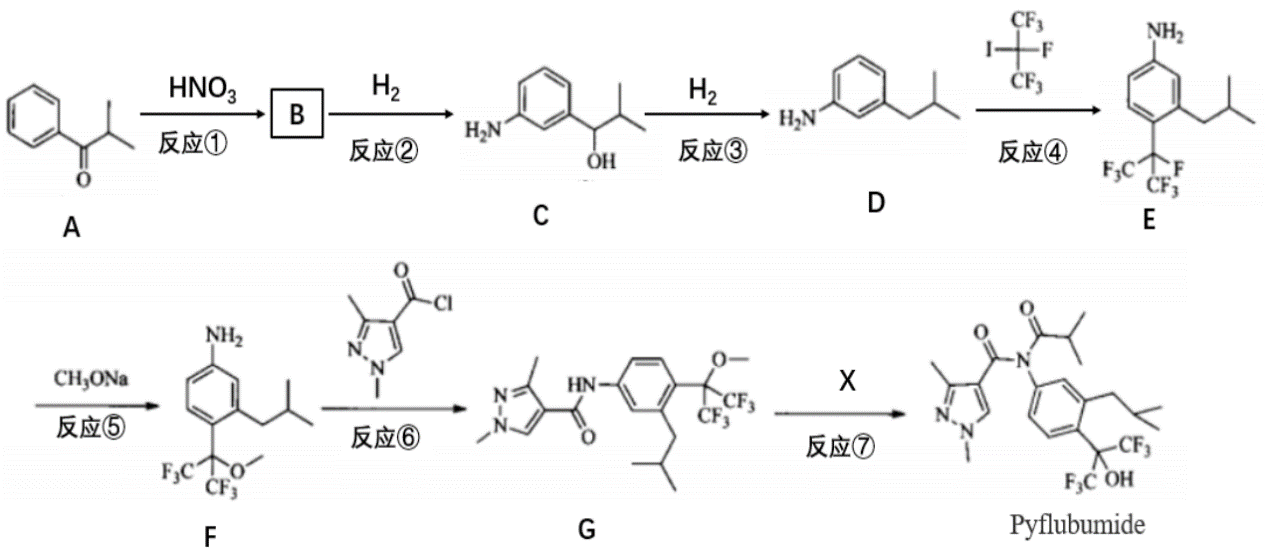 HNO₃
反应①
B
H₂
反应②
H₂
反应③
CF₃
I F
CF₃
反应④
O
A
H₂N
OH
C
H₂N
D
NH₂
F₃C F
CF₃
E
CH₃ONa
反应⑤
NH₂
F₃C O
CF₃
F
O
Cl
N
N
反应⑥
N
N
HN
O
O
CF₃
CF₃
G
X
反应⑦
O
O
N
N
N
CF₃
F₃C OH
Pyflubumide